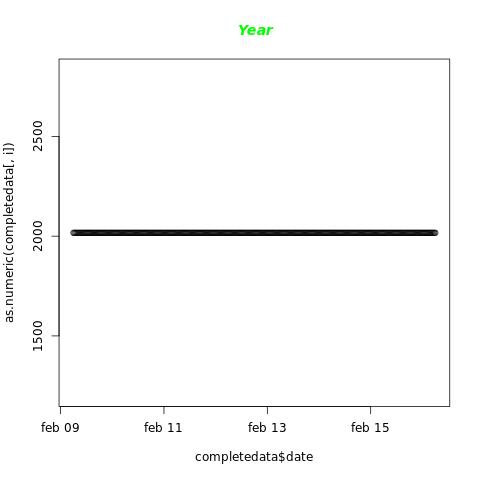 Year
as.numeric(completedata[, i])
2500
2000
1500
feb 09 feb 11 feb 13 feb 15
completedata$date